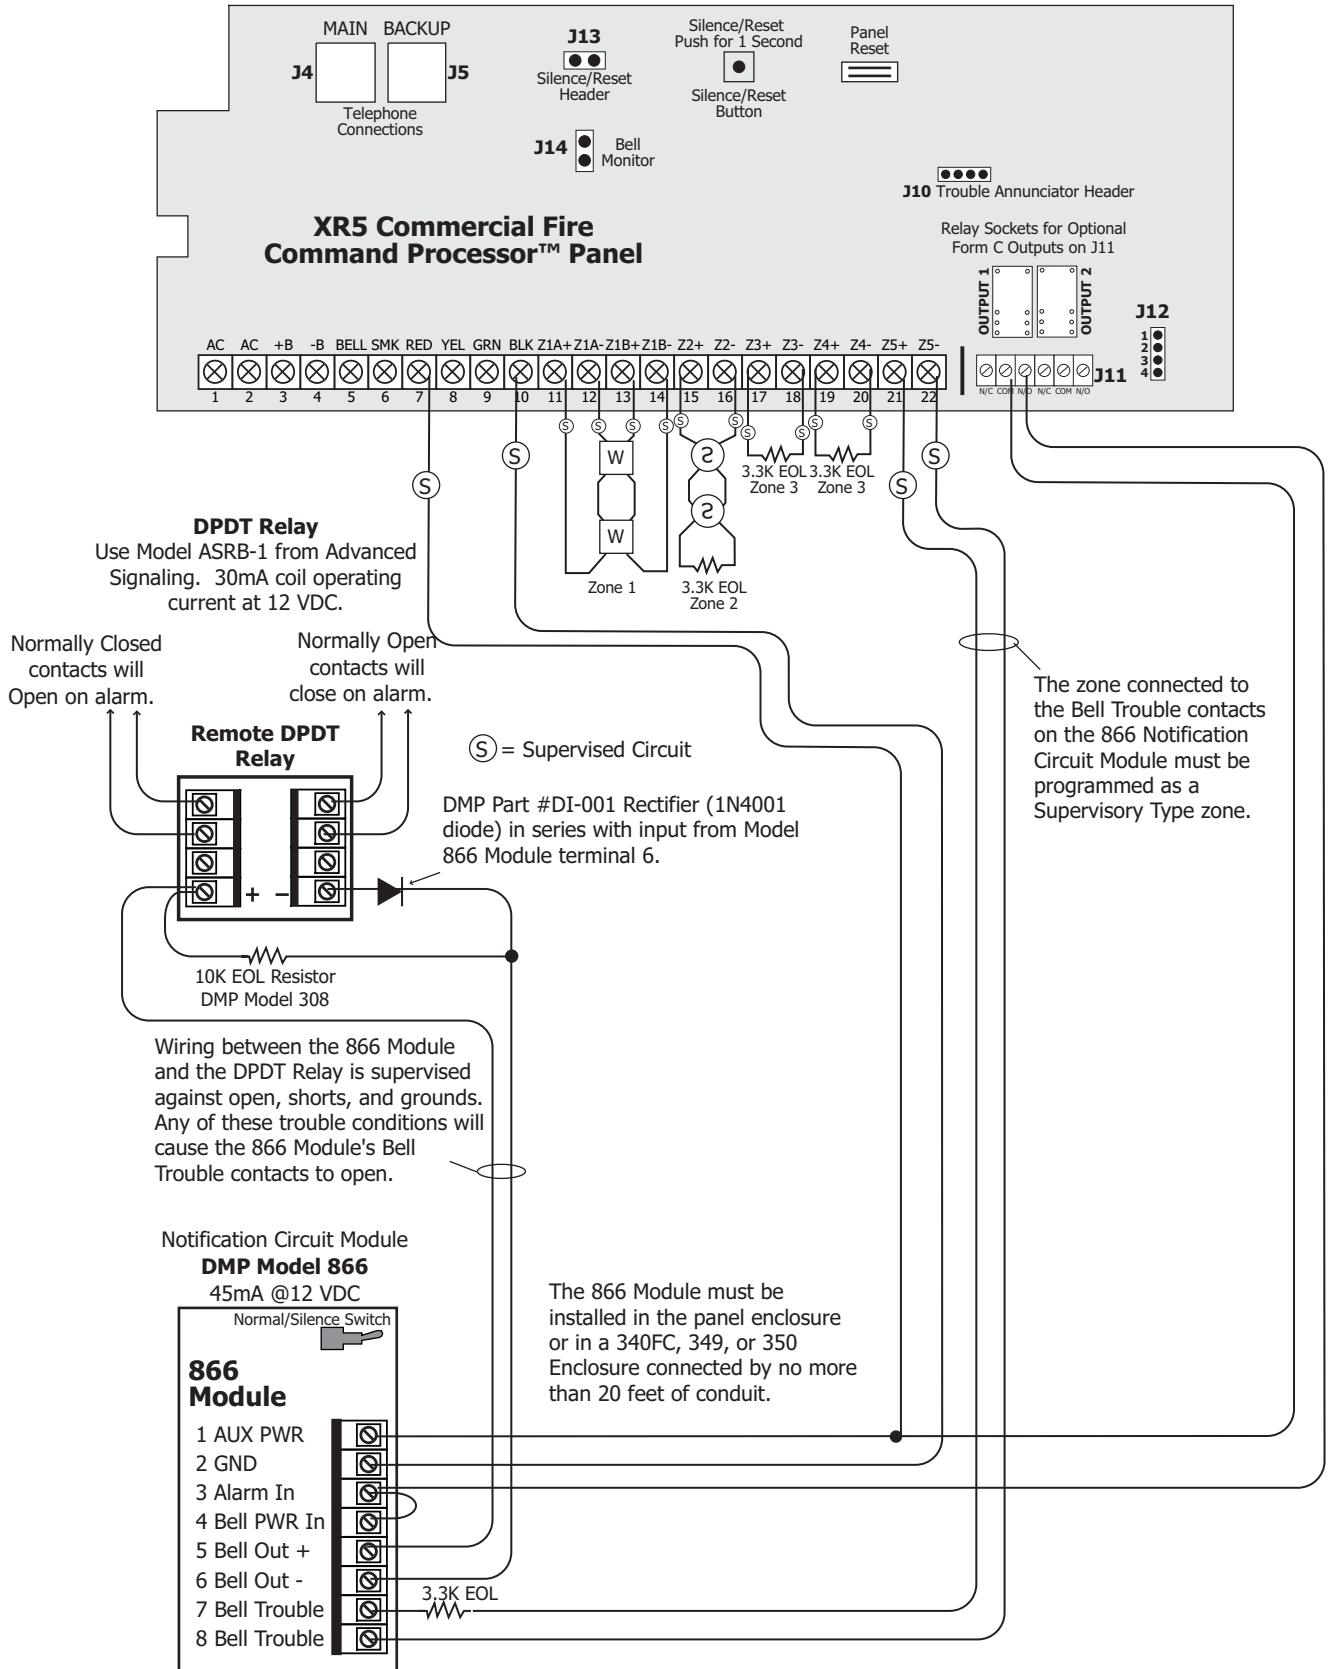 MAIN BACKUP
J4
J5
Telephone
Connections
J13
Silence/Reset
Header
Silence/Reset
Push for 1 Second
Silence/Reset
Button
Panel
Reset
J14
Bell
Monitor
J10 Trouble Annunciator Header
XR5 Commercial Fire
Command Processor™ Panel
Relay Sockets for Optional
Form C Outputs on J11
OUTPUT 1
OUTPUT 2
J12
1
2
3
4
AC AC +B -B BELL SMK RED YEL GRN BLK Z1A+ Z1A- Z1B+ Z1B- Z2+ Z2- Z3+ Z3- Z4+ Z4- Z5+ Z5-
1 2 3 4 5 6 7 8 9 10 11 12 13 14 15 16 17 18 19 20 21 22
J11
N/C COM N/O N/C COM N/O
S S S S S S S S S S
S S
S S
W S
W S
3.3K EOL
Zone 3
3.3K EOL
Zone 3
Zone 1
3.3K EOL
Zone 2
DPDT Relay
Use Model ASRB-1 from Advanced
Signaling. 30mA coil operating
current at 12 VDC.
Normally Closed
contacts will
Open on alarm.
Normally Open
contacts will
close on alarm.
Remote DPDT
Relay
+ -
S = Supervised Circuit
DMP Part #DI-001 Rectifier (1N4001
diode) in series with input from Model
866 Module terminal 6.
The zone connected to
the Bell Trouble contacts
on the 866 Notification
Circuit Module must be
programmed as a
Supervisory Type zone.
10K EOL Resistor
DMP Model 308
Wiring between the 866 Module
and the DPDT Relay is supervised
against open, shorts, and grounds.
Any of these trouble conditions will
cause the 866 Module's Bell
Trouble contacts to open.
Notification Circuit Module
DMP Model 866
45mA @12 VDC
Normal/Silence Switch
866
Module
The 866 Module must be
installed in the panel enclosure
or in a 340FC, 349, or 350
Enclosure connected by no more
than 20 feet of conduit.
1 AUX PWR
2 GND
3 Alarm In
4 Bell PWR In
5 Bell Out +
6 Bell Out -
7 Bell Trouble
8 Bell Trouble
3.3K EOL